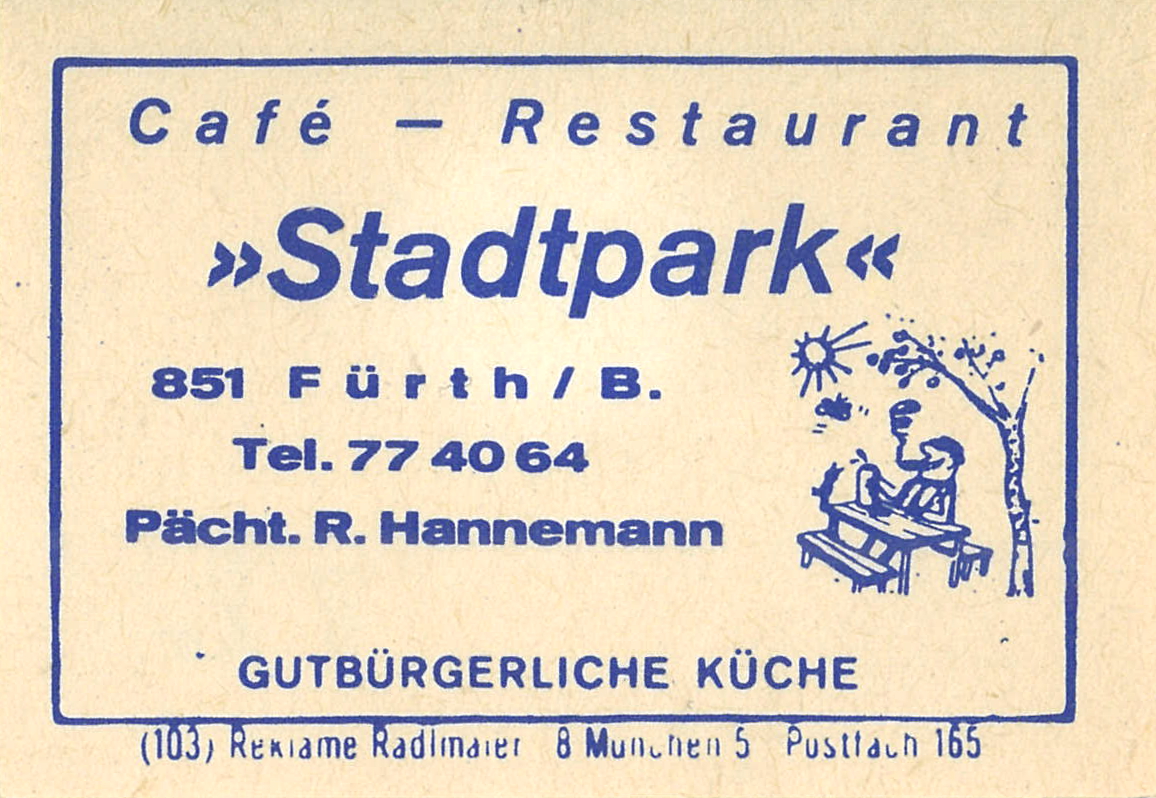 Café – Restaurant
»Stadtpark«
851 Fürth / B.
Tel. 77 40 64
Pächt. R. Hannemann
GUTBÜRGERLICHE KÜCHE
(103) Reklame Radlmaier 8 München 5 Postfach 165